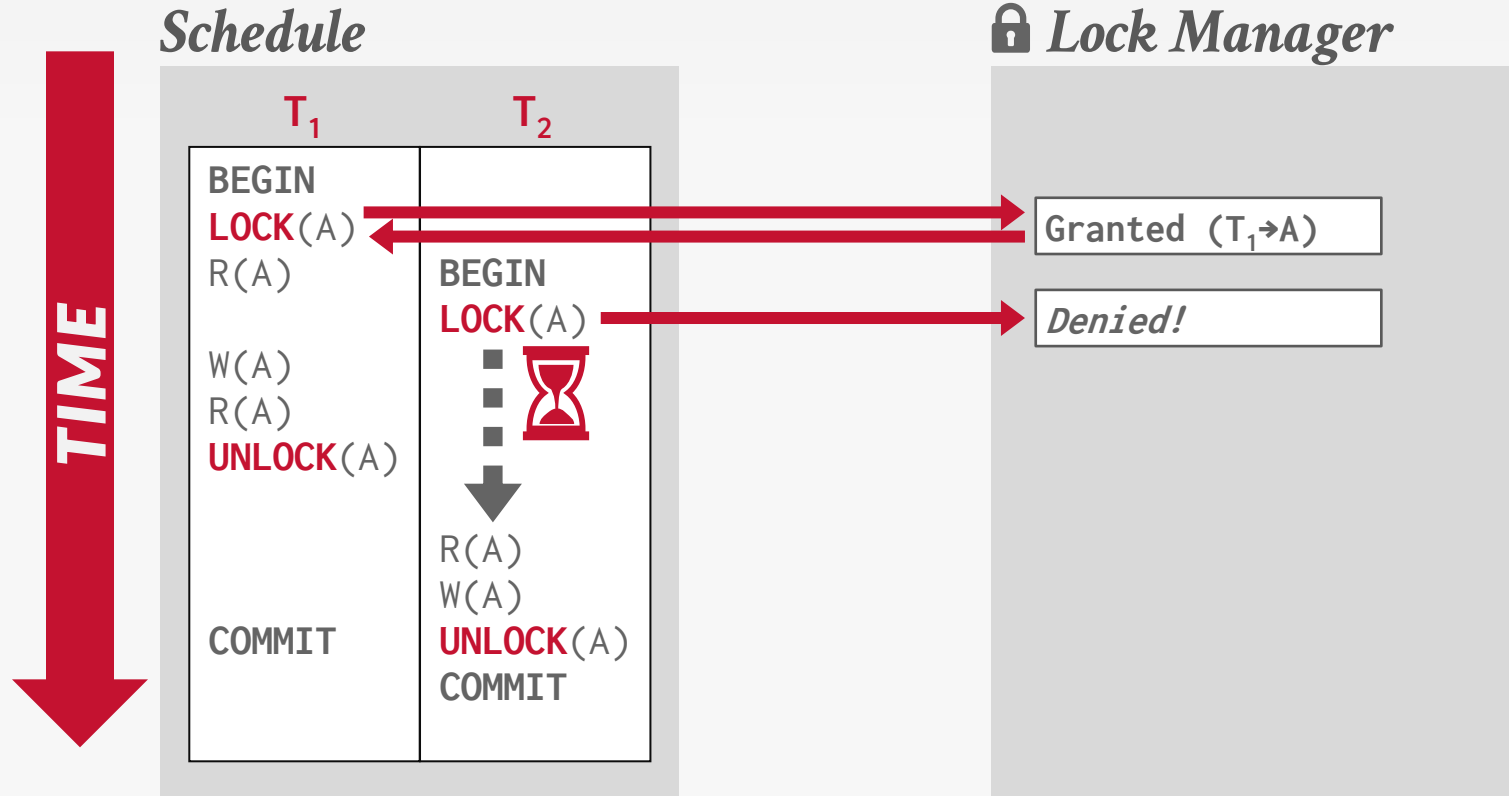 Schedule
Lock Manager
TIME
T1
T2
BEGIN
LOCK(A)
Granted (T1→A)
R(A)
BEGIN
LOCK(A)
Denied!
W(A)
R(A)
UNLOCK(A)
R(A)
W(A)
COMMIT
UNLOCK(A)
COMMIT